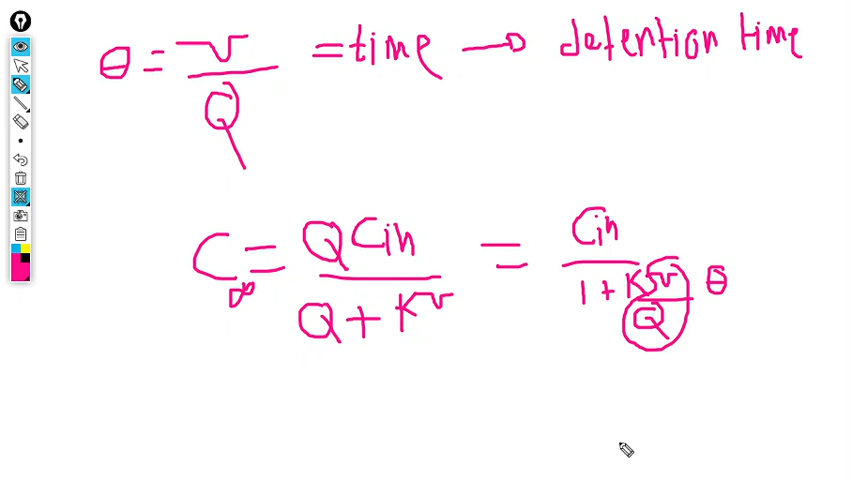 θ = V/Q = time → detention time
C∞ = QCin/(Q + KV) = Cin/(1 + KV/Q) θ